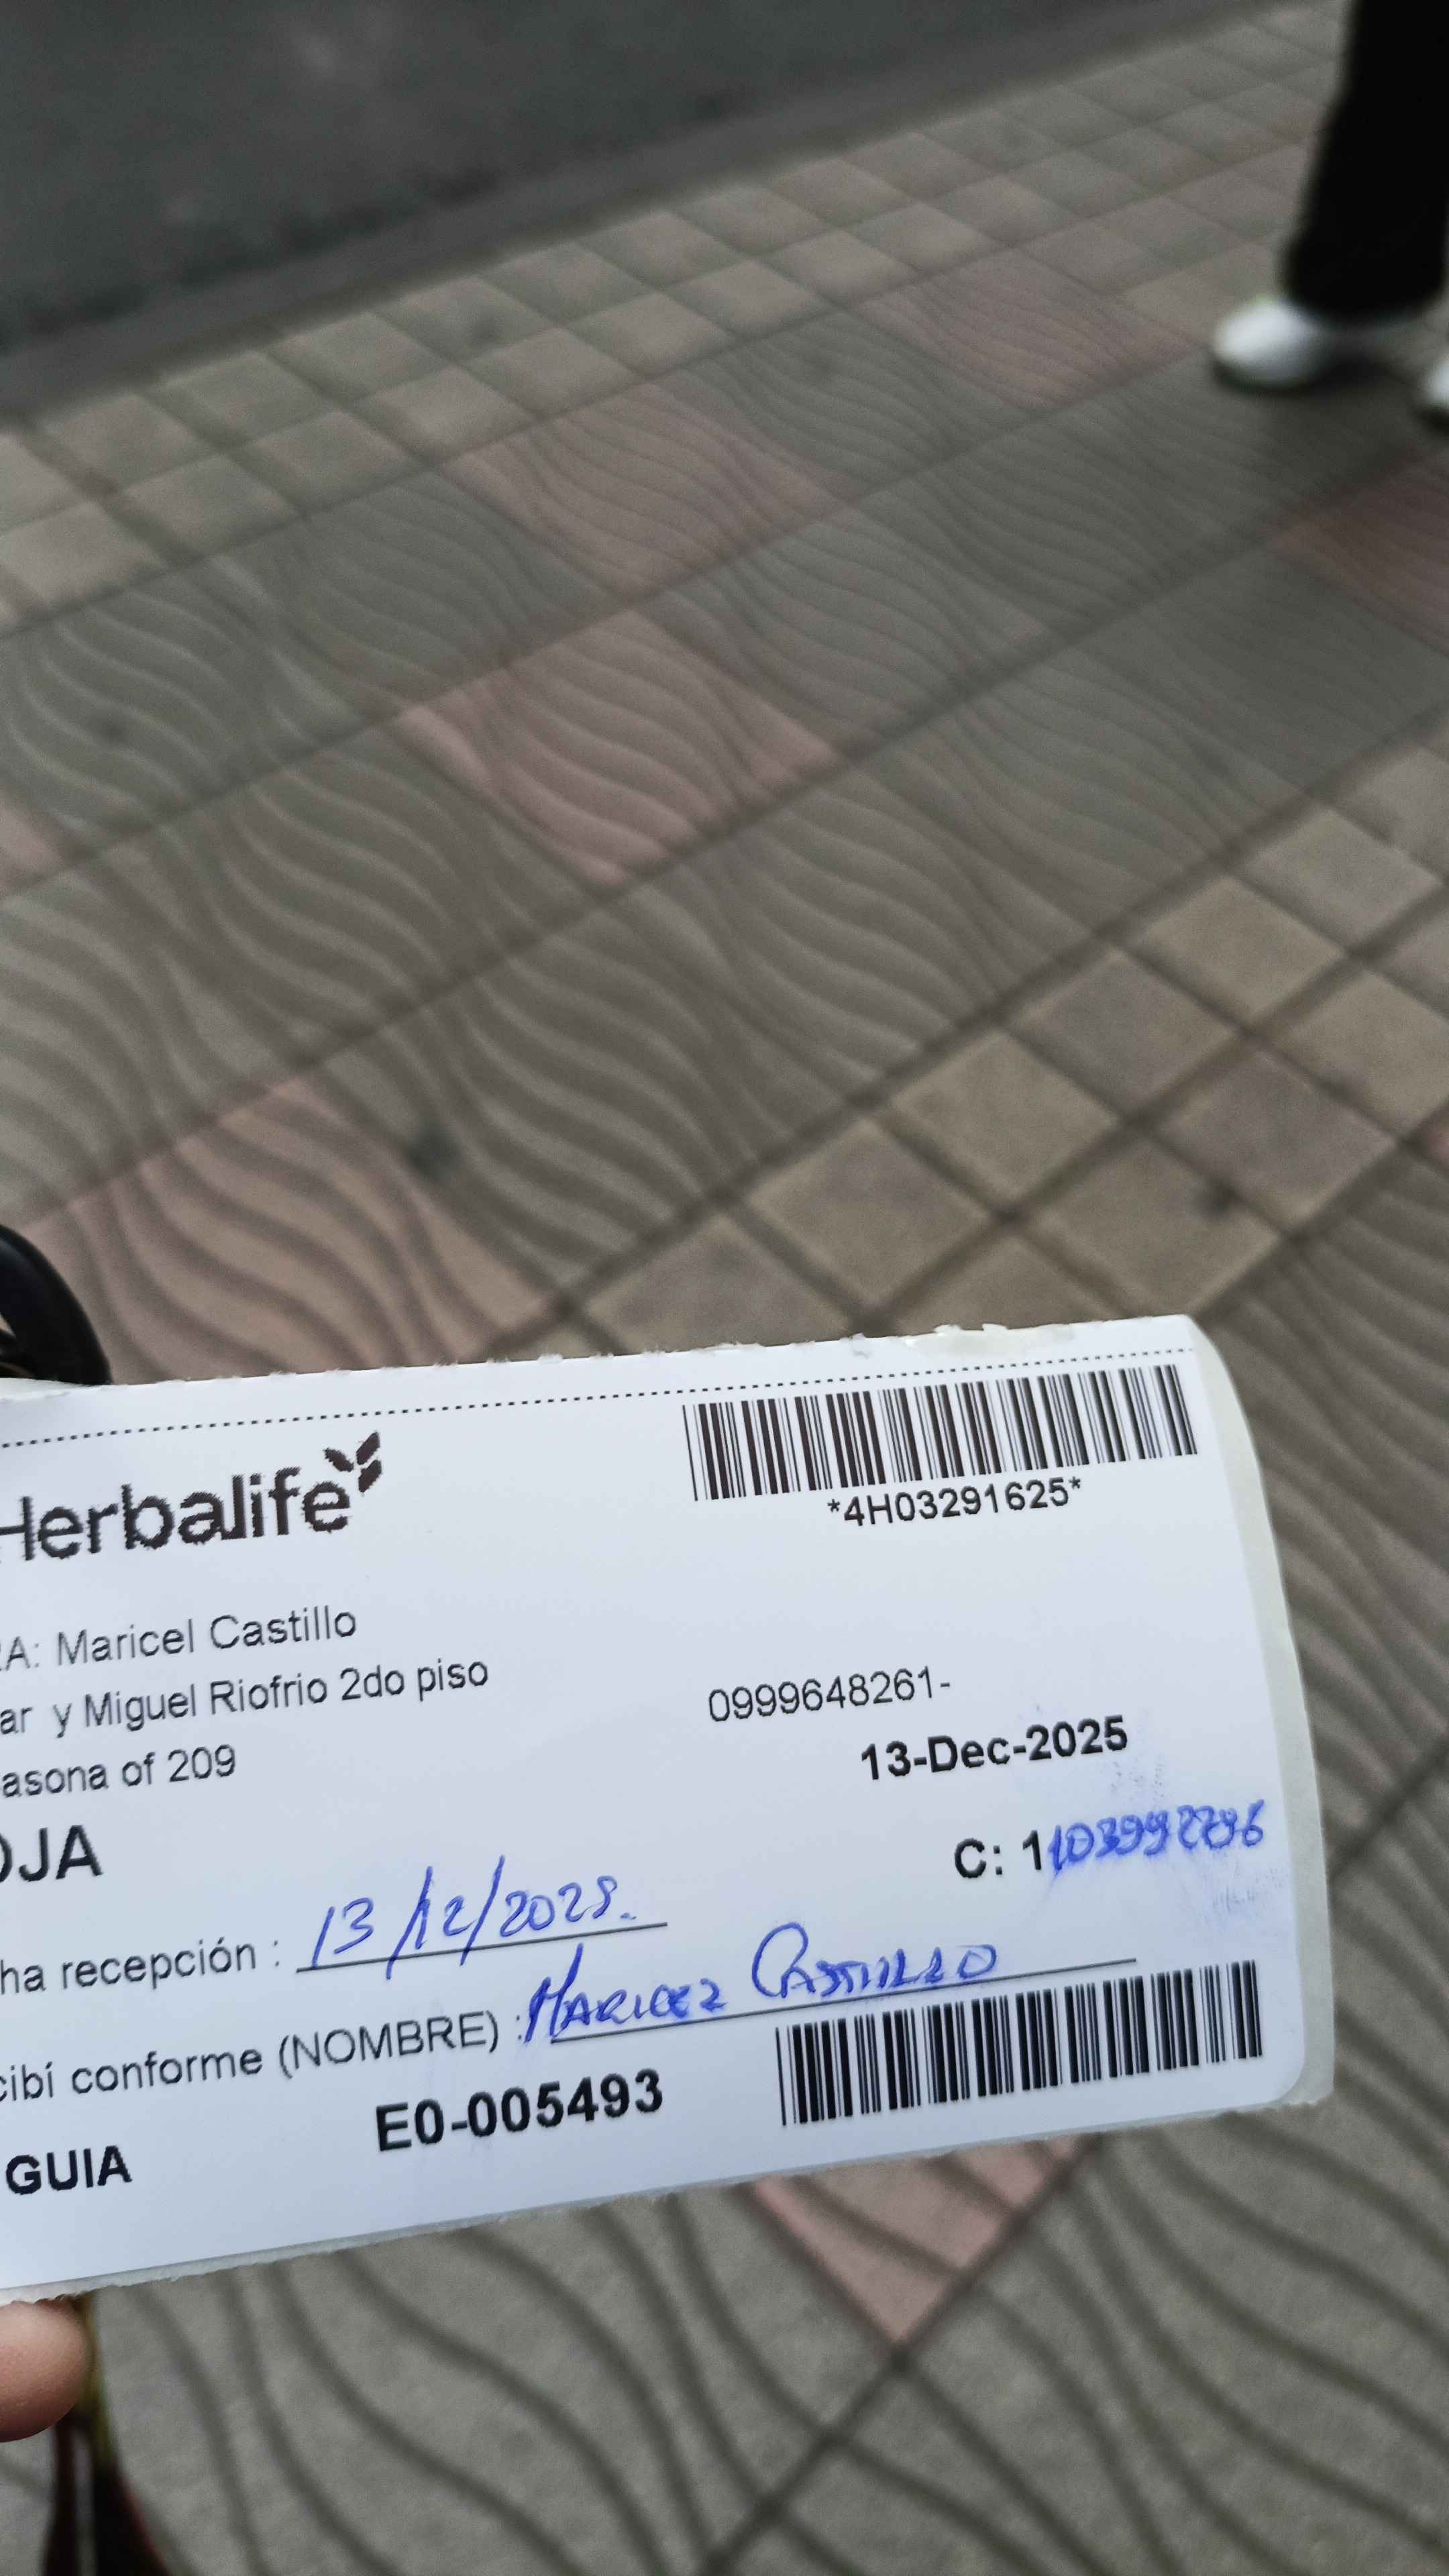 Herbalife
*4H03291625*
RA: Maricel Castillo
ar y Miguel Riofrio 2do piso
0999648261-
asona of 209
13-Dec-2025
OJA
C: 1
ha recepción : 13/12/2025.
cibí conforme (NOMBRE) : MARICEL CASTILLO
GUIA
E0-005493